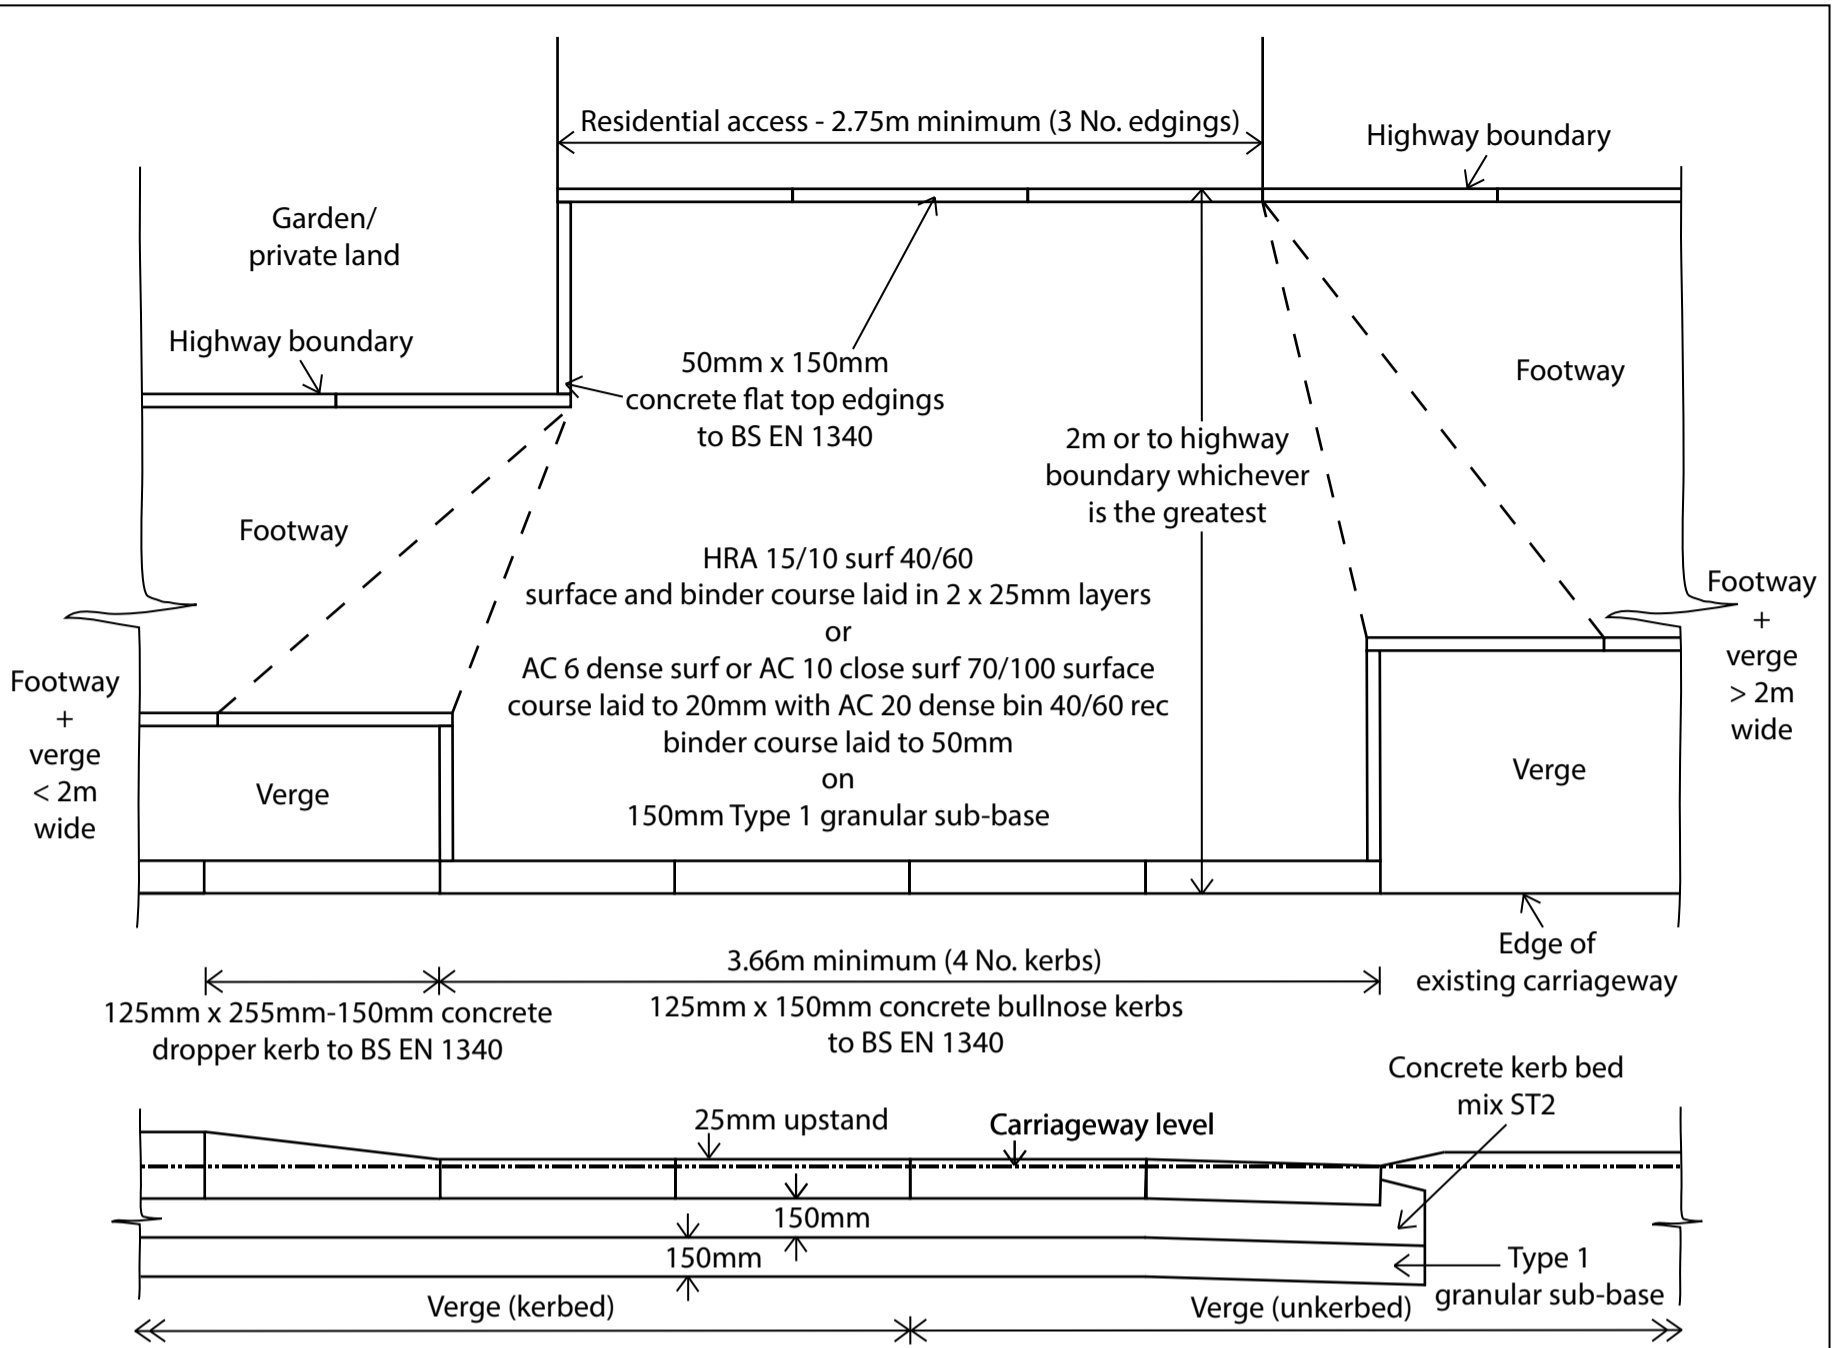 Residential access - 2.75m minimum (3 No. edgings)
Highway boundary
Garden/
private land
Highway boundary
50mm x 150mm
concrete flat top edgings
to BS EN 1340
Footway
2m or to highway
boundary whichever
is the greatest
Footway
HRA 15/10 surf 40/60
surface and binder course laid in 2 x 25mm layers
or
AC 6 dense surf or AC 10 close surf 70/100 surface
course laid to 20mm with AC 20 dense bin 40/60 rec
binder course laid to 50mm
on
150mm Type 1 granular sub-base
Footway
+
verge
> 2m
wide
Footway
+
verge
< 2m
wide
Verge
Verge
Edge of
existing carriageway
3.66m minimum (4 No. kerbs)
125mm x 255mm-150mm concrete
dropper kerb to BS EN 1340
125mm x 150mm concrete bullnose kerbs
to BS EN 1340
Concrete kerb bed
mix ST2
25mm upstand
Carriageway level
150mm
150mm
Type 1
granular sub-base
Verge (kerbed)
Verge (unkerbed)